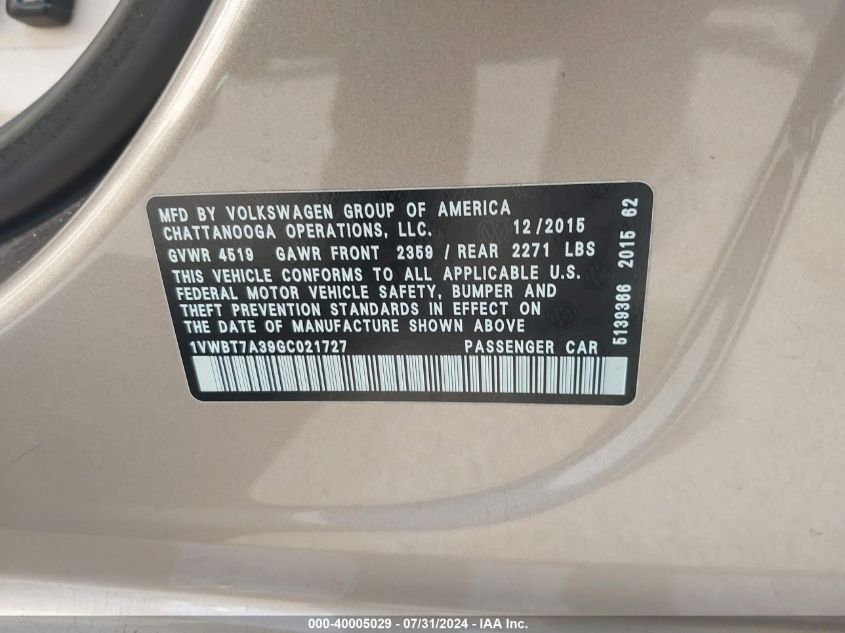 MFD BY VOLKSWAGEN GROUP OF AMERICA
CHATTANOOGA OPERATIONS, LLC. 12/2015
GVWR 4519 GAWR FRONT 2359 / REAR 2271 LBS
THIS VEHICLE CONFORMS TO ALL APPLICABLE U.S.
FEDERAL MOTOR VEHICLE SAFETY, BUMPER AND
THEFT PREVENTION STANDARDS IN EFFECT ON
THE DATE OF MANUFACTURE SHOWN ABOVE
1VWBT7A39GC021727 PASSENGER CAR
5139366 2015 62
000-40005029 - 07/31/2024 - IAA Inc.